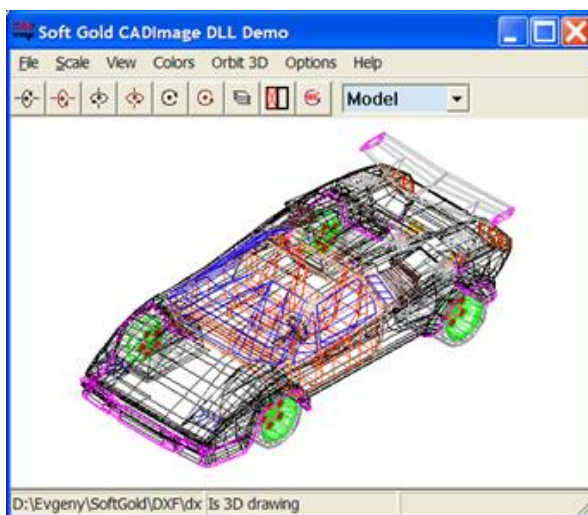 Soft Gold CADImage DLL Demo
File Scale View Colors Orbit 3D Options Help
Model
D:\Evgeny\SoftGold\DXF\dx Is 3D drawing